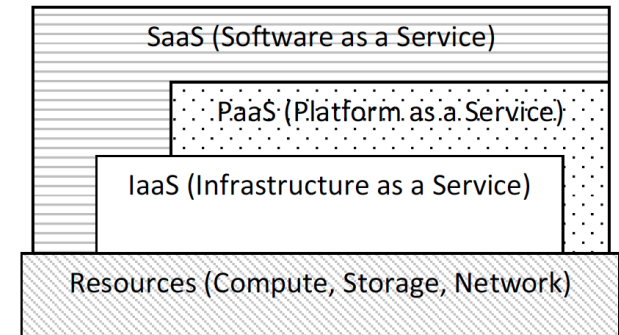 SaaS (Software as a Service)
PaaS (Platform as a Service)
IaaS (Infrastructure as a Service)
Resources (Compute, Storage, Network)